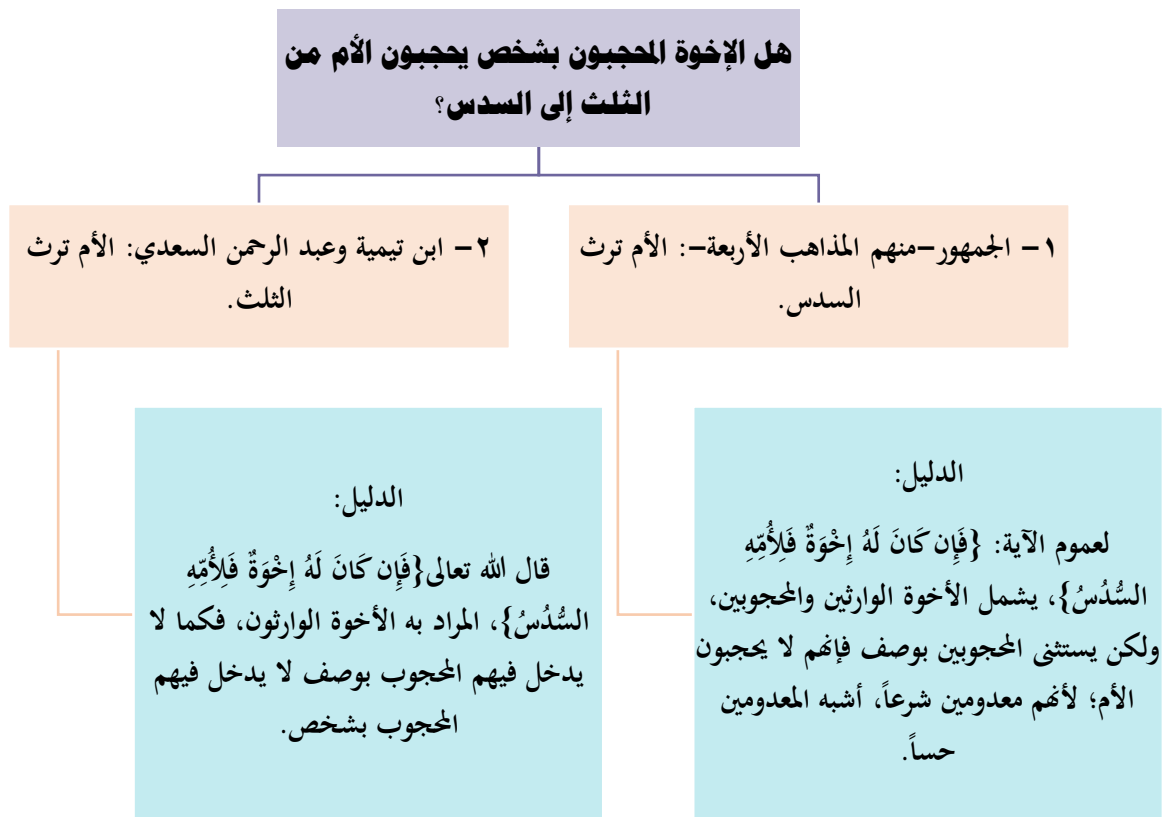 هل الإخوة المحجبون بشخص يحجبون الأم من
الثلث إلى السدس؟
١- الجمهور-منهم المذاهب الأربعة-: الأم ترث
السدس.
الدليل:
لعموم الآية: {فَإِن كَانَ لَهُ إِخْوَةٌ فَلِأُمِّهِ
السُّدُسُ}، يشمل الأخوة الوارثين والمحجوبين،
ولكن يستثنى المحجوبين بوصف فإنهم لا يحجبون
الأم؛ لأنهم معدومين شرعاً، أشبه المعدومين
حساً.
٢- ابن تيمية وعبد الرحمن السعدي: الأم ترث
الثلث.
الدليل:
قال الله تعالى{فَإِن كَانَ لَهُ إِخْوَةٌ فَلِأُمِّهِ
السُّدُسُ}، المراد به الأخوة الوارثون، فكما لا
يدخل فيهم المحجوب بوصف لا يدخل فيهم
المحجوب بشخص.